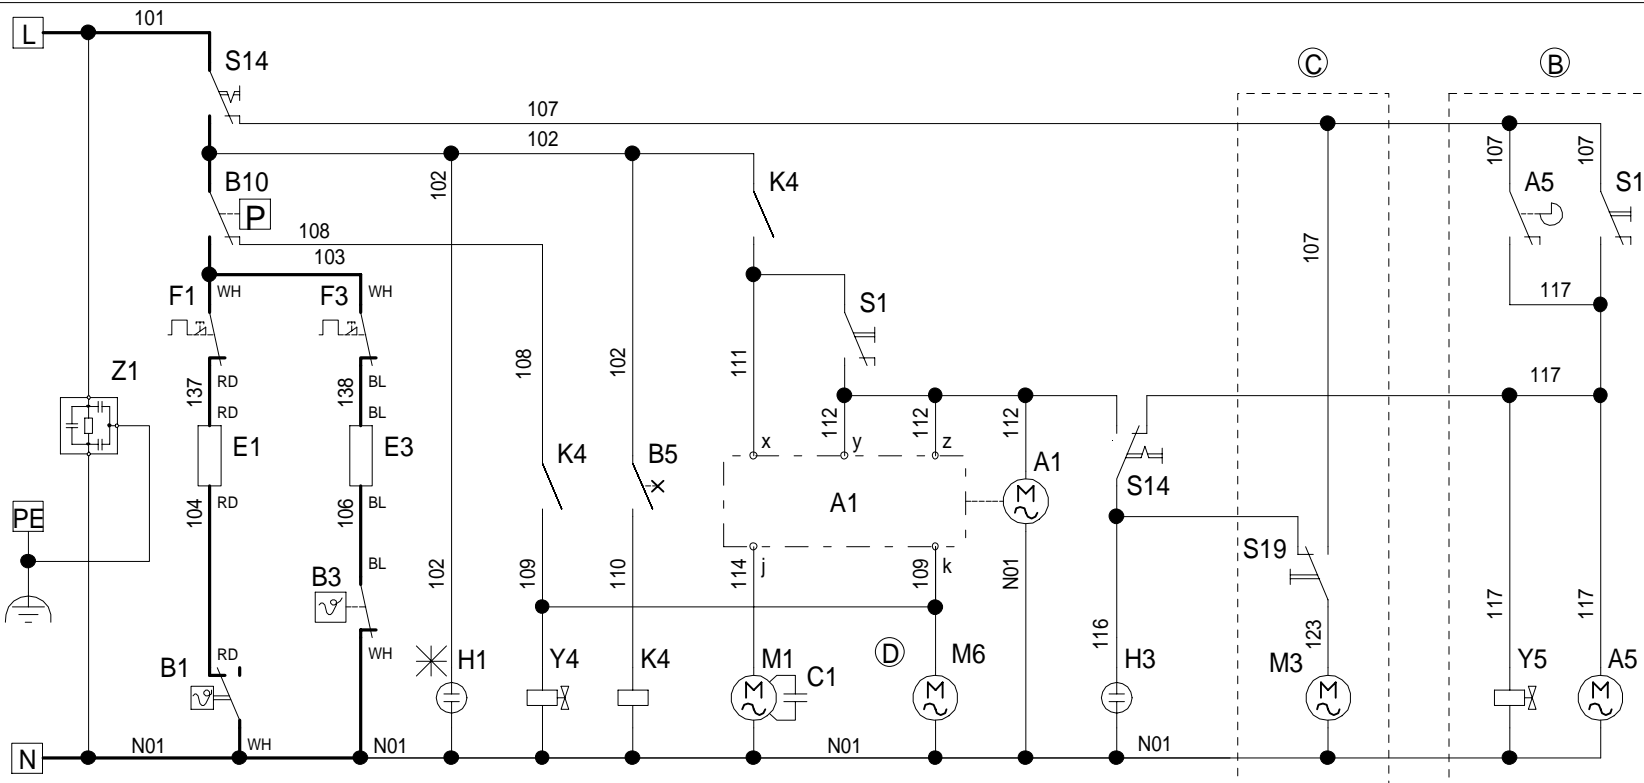 101
L
S14
C
B
107
102
B10
P
102
K4
107
107
A5
S1
108
103
107
F1
WH
F3
WH
117
S1
Z1
137
RD
138
BL
108
102
111
117
RD
BL
112
112
112
E1
E3
K4
B5
x
y
z
A1
A1
S14
PE
104
RD
106
BL
S19
B3
BL
109
110
114
j
109
k
N01
102
116
123
117
117
B1
RD
WH
H1
Y4
K4
M1
C1
D
M6
H3
M3
Y5
A5
M
M
M
M
M
N
N01
WH
N01
N01
N01